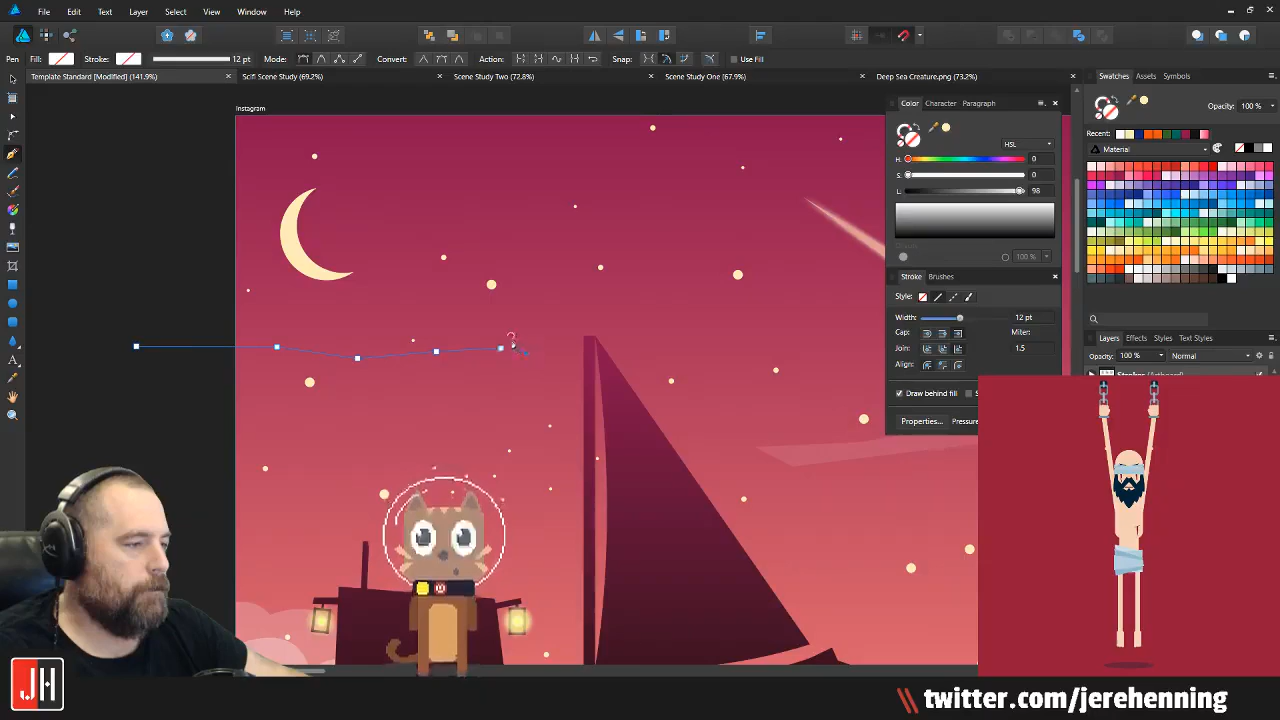 File Edit Text Document Layer Select Arrange View Window Help
Pen Fill: Stroke: 12 pt Mode: Convert: Action: Snap: Use Fill
Template Standard [Modified] (141.9%) Scifi Scene Study (69.2%) Scene Study Two (72.8%) Scene Study One (67.9%) Deep Sea Creature.png (73.2%)
Swatches Assets Symbols
Instagram
Color Character Paragraph
Opacity: 100 %
Recent:
HSL
Material
H: 0
S: 0
L: 98
100 %
Stroke Brushes
Style:
Width: 12 pt
Cap: Miter:
Join: 1.5
Align:
Layers Effects Styles Text Styles
Opacity: 100 % Normal
Draw behind fill
Properties... Pressure
JH
twitter.com/jerehenning